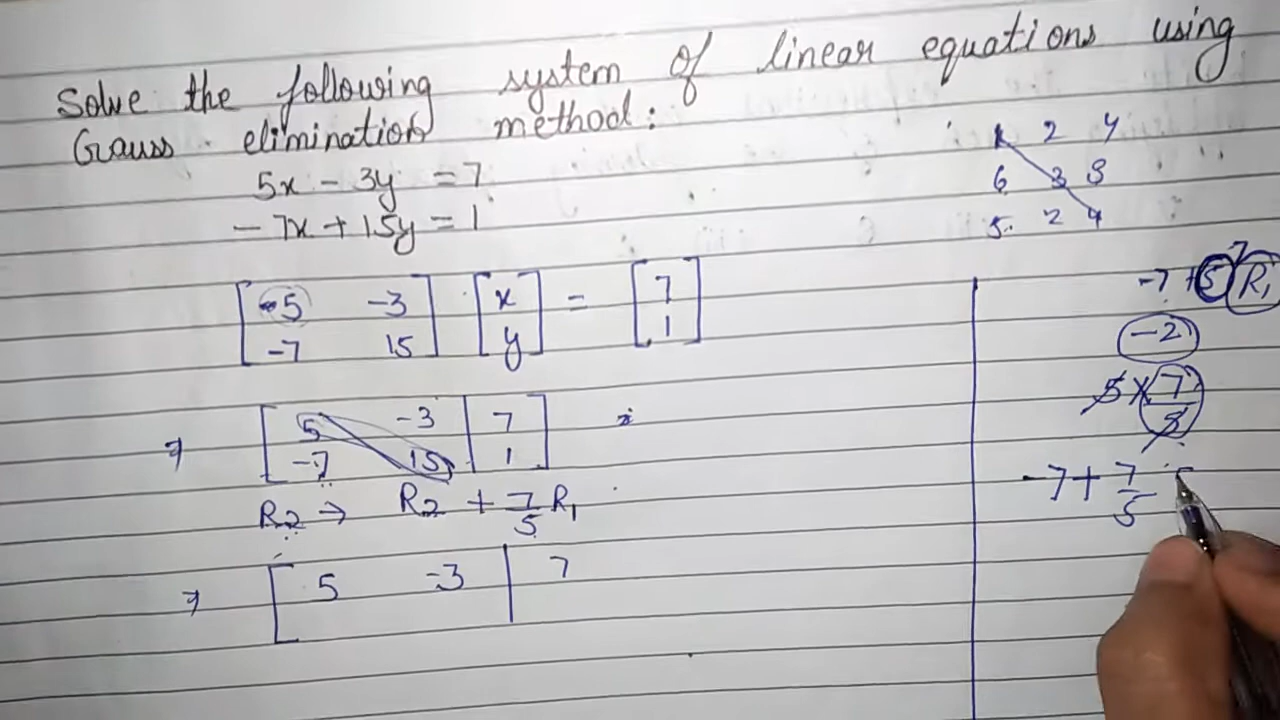 Solve the following system of linear equations using
Gauss elimination method:
5x - 3y = 7
- 7x + 15y = 1
1 2 4
6 3 8
5 2 4
[5 -3] [x] = [7]
[-7 15] [y] [1]
-7 + 5 R₁
-2
5 × 7/5
⇒ [5 -3 | 7]
[-7 15 | 1]
R2 → R2 + 7/5 R₁
-7 + 7/5
⇒ [5 -3 | 7